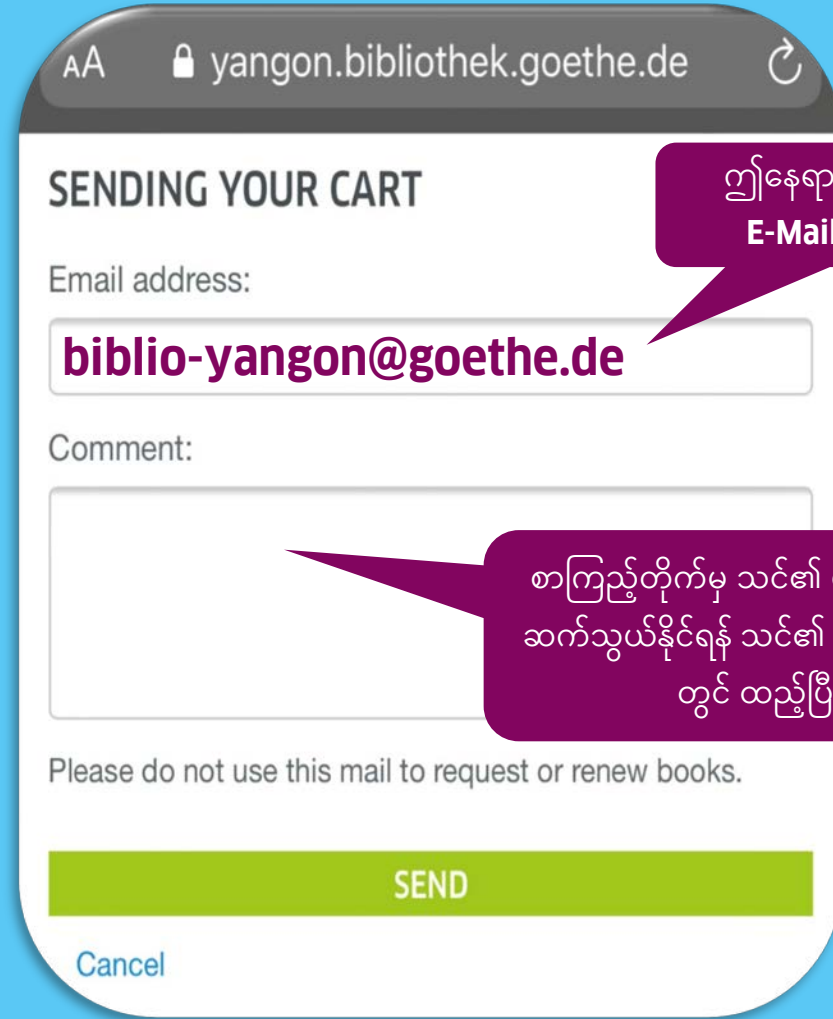 AA yangon.bibliothek.goethe.de
SENDING YOUR CART
ဤနေရာ
E-Mail
Email address:
biblio-yangon@goethe.de
Comment:
စာကြည့်တိုက်မှ သင်၏
ဆက်သွယ်နိုင်ရန် သင်၏
တွင် ထည့်ပြီ
Please do not use this mail to request or renew books.
SEND
Cancel